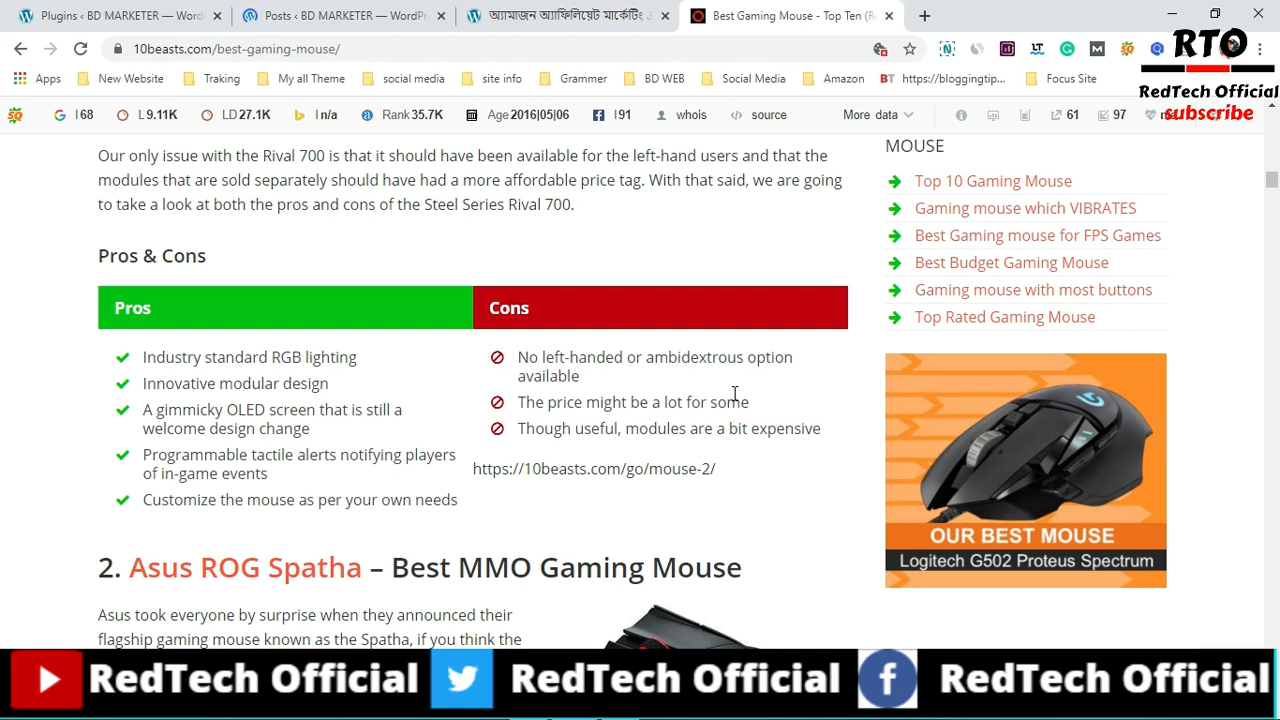 Plugins ‹ BD MARKETER — Word
Posts ‹ BD MARKETER — WordPr
অ্যামাজন অ্যাফিলিয়েট মার্কেটিং
Best Gaming Mouse - Top Ten (R
10beasts.com/best-gaming-mouse/
RTO
Apps
New Website
Traking
My all Theme
social media
site info
Grammer
BD WEB
Social Media
Amazon
BT https://bloggingtip...
Focus Site
RedTech Official
subscribe
I 68
L 9.11K
LD 27.1K
I n/a
Rank 35.7K
Age 2016|05|06
I 91
whois
source
More data
61
97
Our only issue with the Rival 700 is that it should have been available for the left-hand users and that the
modules that are sold separately should have had a more affordable price tag. With that said, we are going
to take a look at both the pros and cons of the Steel Series Rival 700.
Pros & Cons
Pros
Industry standard RGB lighting
Innovative modular design
A gimmicky OLED screen that is still a
welcome design change
Programmable tactile alerts notifying players
of in-game events
Customize the mouse as per your own needs
Cons
No left-handed or ambidextrous option
available
The price might be a lot for some
Though useful, modules are a bit expensive
https://10beasts.com/go/mouse-2/
2. Asus ROG Spatha – Best MMO Gaming Mouse
Asus took everyone by surprise when they announced their
flagship gaming mouse known as the Spatha, if you think the
MOUSE
Top 10 Gaming Mouse
Gaming mouse which VIBRATES
Best Gaming mouse for FPS Games
Best Budget Gaming Mouse
Gaming mouse with most buttons
Top Rated Gaming Mouse
OUR BEST MOUSE
Logitech G502 Proteus Spectrum
RedTech Official
RedTech Official
RedTech Official